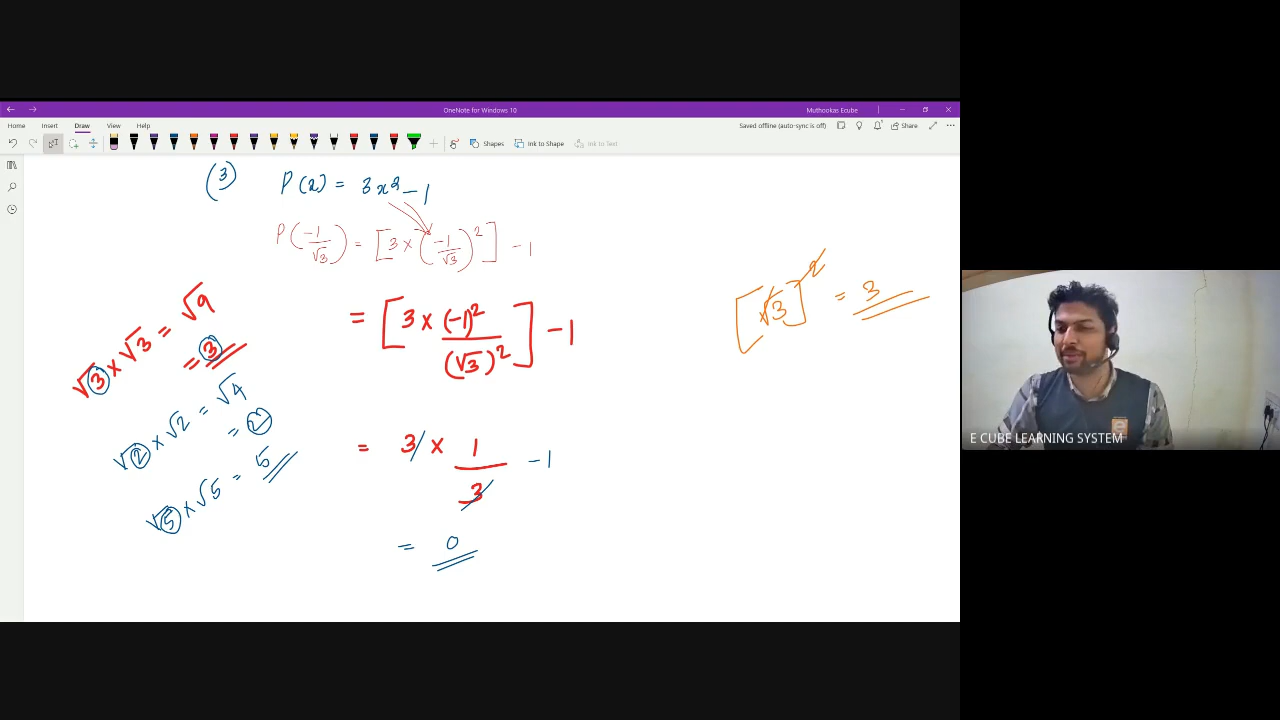 OneNote for Windows 10
Muthookas Ecube
Home Insert Draw View Help
Saved offline (auto-sync is off)
Share
Shapes
Ink to Shape
Ink to Text
(3) P(x) = 3x² - 1
P(-1/√3) = [3 × (-1/√3)²] - 1
= [3 × (-1)²/(√3)²] - 1
= 3 × 1/3 - 1
= 0
√3 × √3 = √9
= 3
√2 × √2 = √4
= 2
√5 × √5 = 5
[√3]² = 3
E CUBE LEARNING SYSTEM